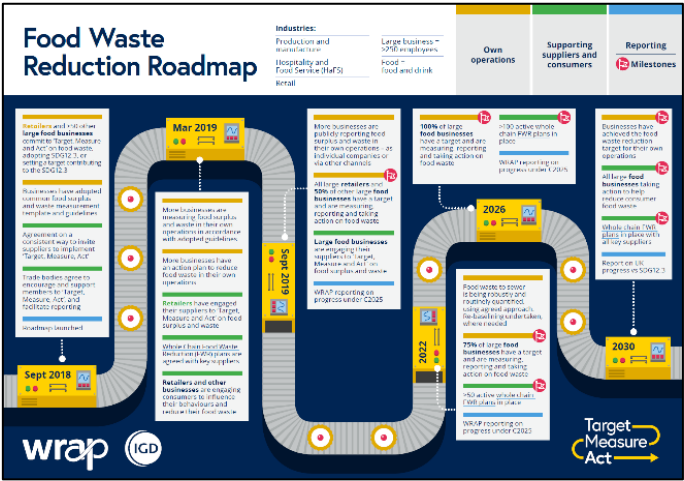 Food Waste
Reduction Roadmap
Industries:
Production and
manufacture
Hospitality and
Food Service (HaFS)
Retail
Large business =
>250 employees
Food =
food and drink
Own
operations
Supporting
suppliers and
consumers
Reporting
Milestones
Retailers and >50 other
large food businesses
commit to 'Target, Measure
and Act' on food waste,
adopting SDG12.3, or
setting a target contributing
to the SDG12.3
Businesses have adopted
common food surplus
and waste measurement
template and guidelines
Agreement on a
consistent way to invite
suppliers to implement
'Target, Measure, Act'
Trade bodies agree to
encourage and support
members to 'Target,
Measure, Act', and
facilitate reporting
Roadmap launched
Sept 2018
Mar 2019
More businesses are
measuring food surplus
and waste in their own
operations in accordance
with adopted guidelines
More businesses have
an action plan to reduce
food waste in their own
operations
Retailers have engaged
their suppliers to 'Target,
Measure and Act' on food
surplus and waste
Whole Chain Food Waste
Reduction (FWR) plans are
agreed with key suppliers
Retailers and other
businesses are engaging
consumers to influence
their behaviours and
reduce their food waste
Sept 2019
More businesses are
publicly reporting food
surplus and waste in
their own operations - as
individual companies or
via other channels
All large retailers and
50% of other large food
businesses have a target
and are measuring,
reporting and taking
action on food waste
Large food businesses
are engaging their
suppliers to 'Target,
Measure and Act' on
food surplus and waste
WRAP reporting on
progress under C2025
2022
Food waste to sewer
is being robustly and
routinely quantified,
using agreed approach.
Re-baselining undertaken,
where needed
75% of large food
businesses have a target
and are measuring,
reporting and taking
action on food waste
>50 active whole chain
FWR plans in place
WRAP reporting on
progress under C2025
100% of large
food businesses
have a target and are
measuring, reporting
and taking action on
food waste
>100 active whole
chain FWR plans in
place
WRAP reporting on
progress under C2025
2026
Businesses have
achieved the food
waste reduction
target for their own
operations
All large food
businesses taking
action to help
reduce consumer
food waste
Whole chain FWR
plans in place with
all key suppliers
Report on UK
progress vs SDG12.3
2030
wrap
IGD
Target
Measure
Act